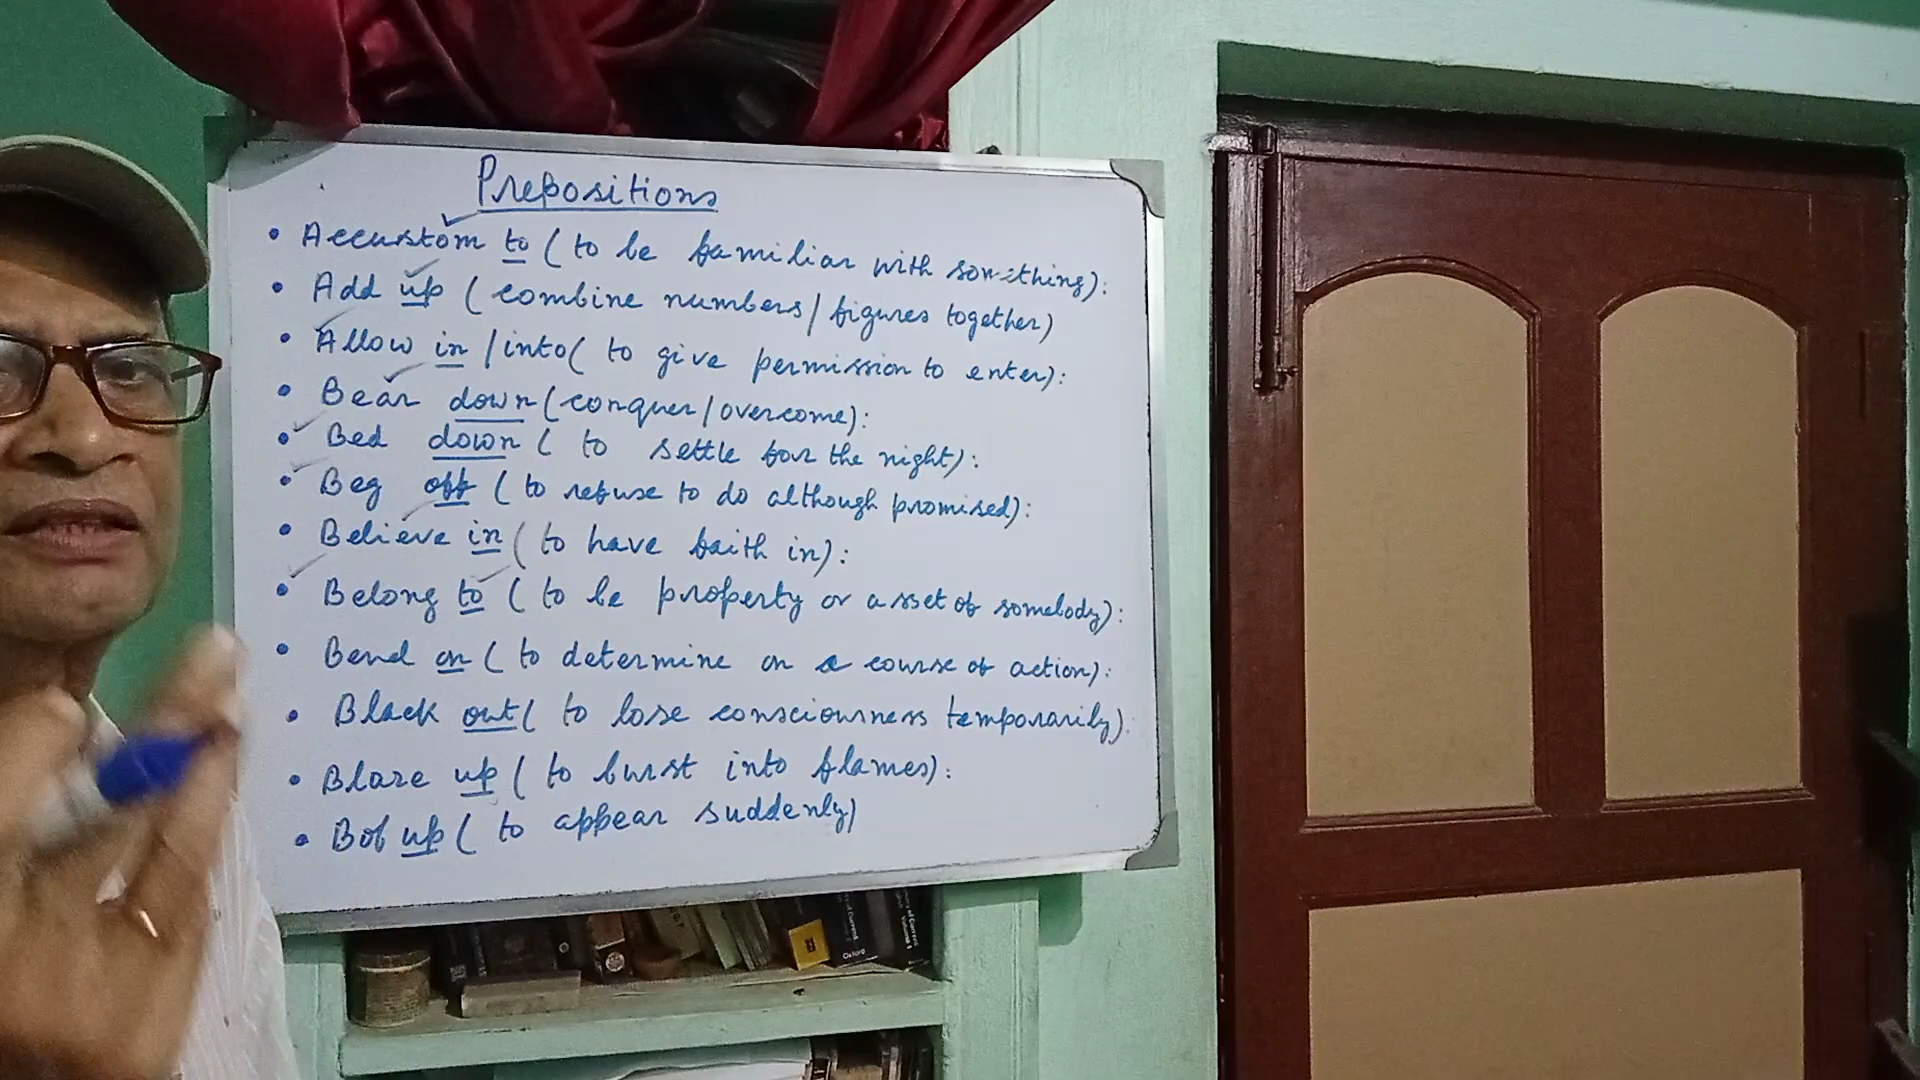 Prepositions
• Accustom to ( to be familiar with something):
• Add up ( combine numbers/figures together)
• Allow in /into( to give permission to enter):
• Bear down (conquer/overcome):
• Bed down ( to settle for the night):
• Beg off ( to refuse to do although promised):
• Believe in ( to have faith in):
• Belong to ( to be property or asset of somebody):
• Bend on ( to determine on a course of action):
• Black out ( to lose consciousness temporarily):
• Blaze up ( to burst into flames):
• Bob up ( to appear suddenly)
Oxford
Volume 1